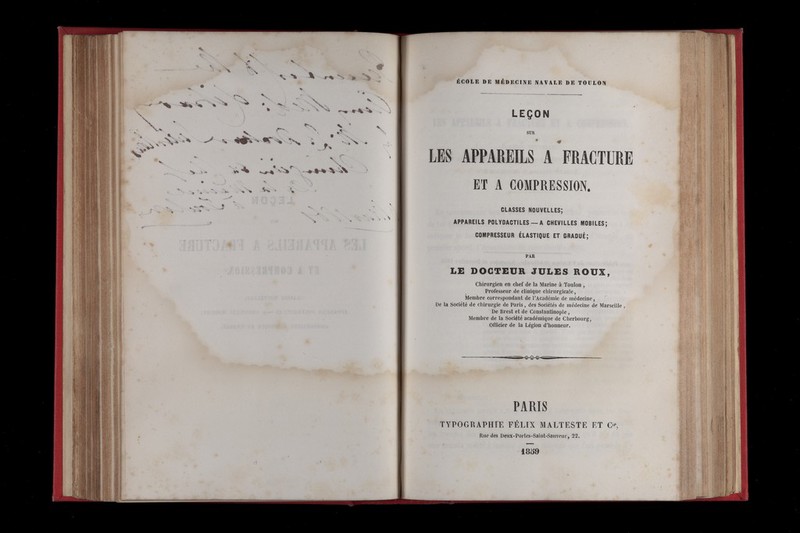 ÉCOLE DE MÉDECINE NAVALE DE TOULON
LEÇON
SUR
LES APPAREILS A FRACTURE
ET A COMPRESSION.
CLASSES NOUVELLES;
APPAREILS POLYDACTILES — A CHEVILLES MOBILES;
COMPRESSEUR ÉLASTIQUE ET GRADUÉ;
PAR
LE DOCTEUR JULES ROUX,
Chirurgien en chef de la Marine à Toulon,
Professeur de clinique chirurgicale,
Membre correspondant de l'Académie de médecine,
De la Société de chirurgie de Paris, des Sociétés de médecine de Marseille,
De Brest et de Constantinople,
Membre de la Société académique de Cherbourg,
Officier de la Légion d'honneur.
PARIS
TYPOGRAPHIE FÉLIX MALTESTE ET Ce,
Rue des Deux-Portes-Saint-Sauveur, 22.
1859